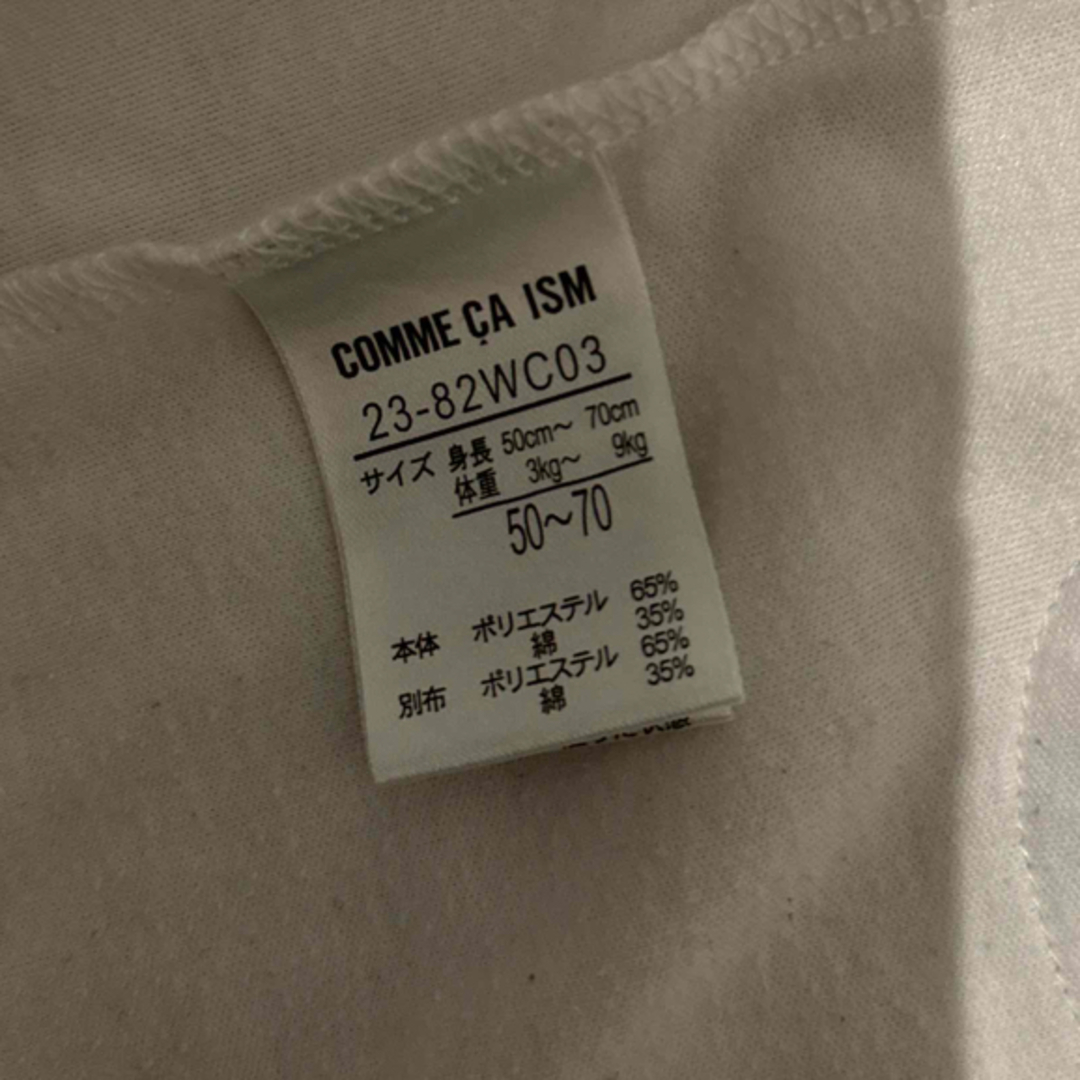 COMME ÇA ISM
23-82WC03
サイズ 身長 50cm～ 70cm
体重 3kg～ 9kg
50～70
本体 ポリエステル 65%
綿 35%
別布 ポリエステル 65%
綿 35%